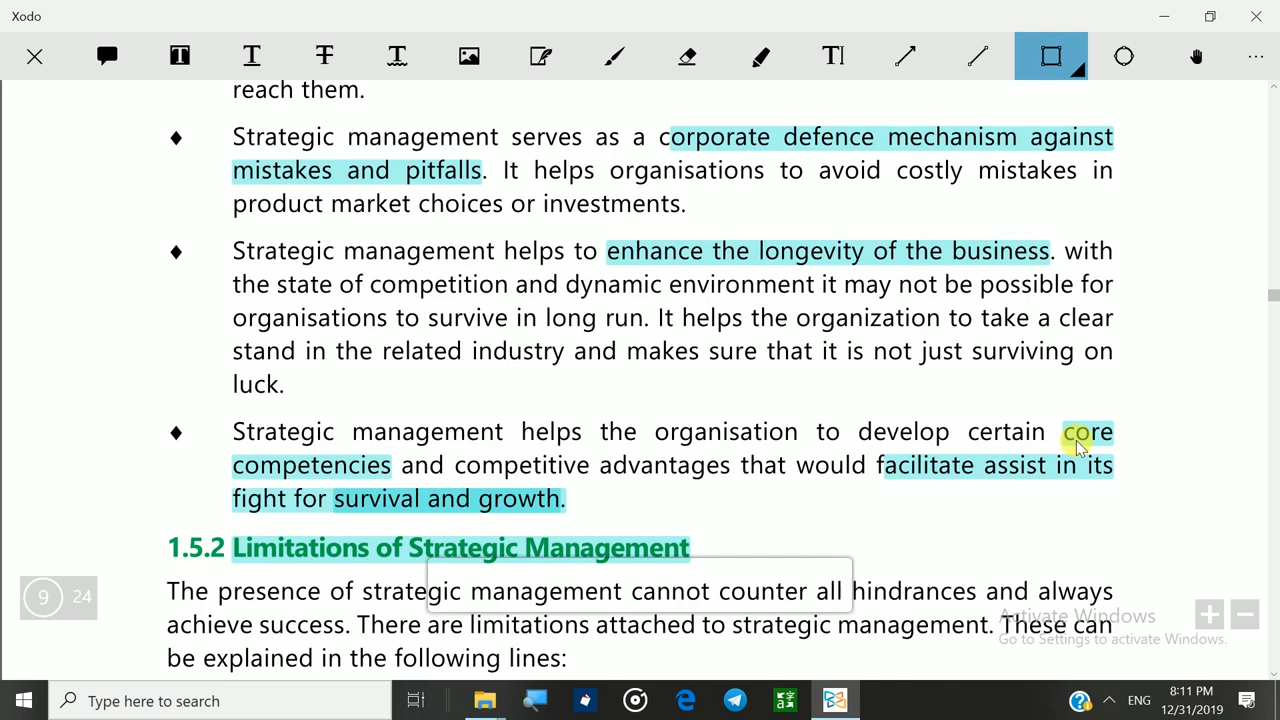 Xodo
reach them.
♦ Strategic management serves as a corporate defence mechanism against
mistakes and pitfalls. It helps organisations to avoid costly mistakes in
product market choices or investments.
♦ Strategic management helps to enhance the longevity of the business. with
the state of competition and dynamic environment it may not be possible for
organisations to survive in long run. It helps the organization to take a clear
stand in the related industry and makes sure that it is not just surviving on
luck.
♦ Strategic management helps the organisation to develop certain core
competencies and competitive advantages that would facilitate assist in its
fight for survival and growth.
1.5.2 Limitations of Strategic Management
The presence of strategic management cannot counter all hindrances and always
achieve success. There are limitations attached to strategic management. These can
be explained in the following lines:
9 24
Activate Windows
Go to Settings to activate Windows.
Type here to search
ENG
8:11 PM
12/31/2019